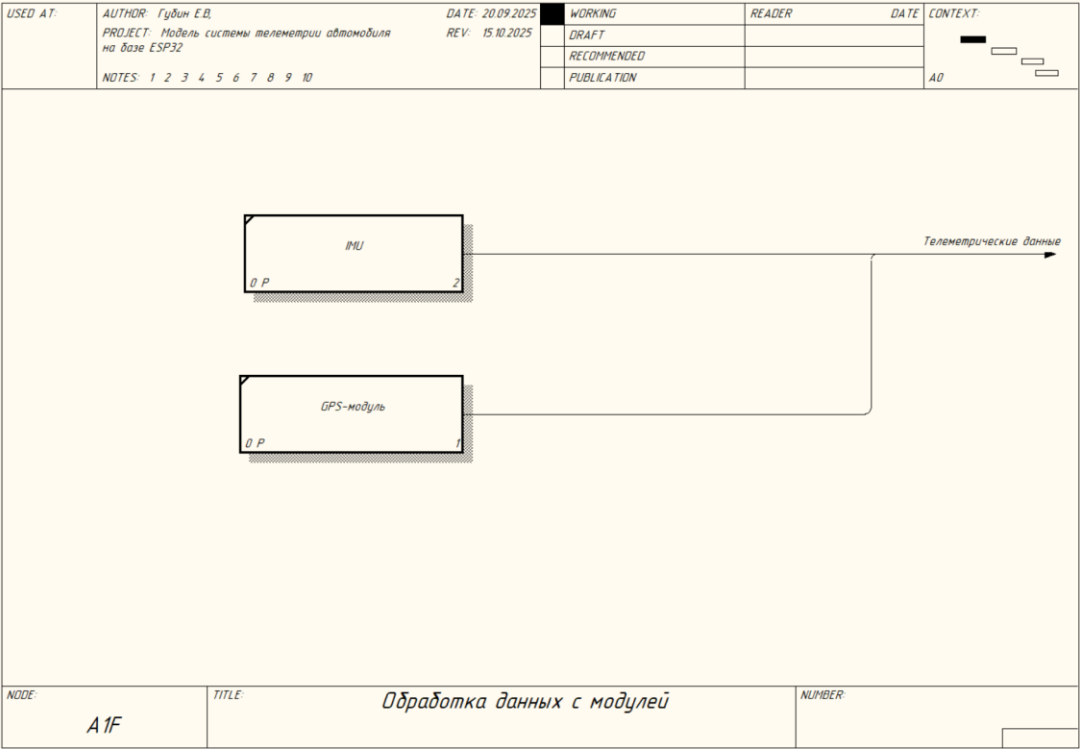 USED AT:
AUTHOR: Губин Е.В,
DATE: 20.09.2025
PROJECT: Модель системы телеметрии автомобиля
на базе ESP32
REV: 15.10.2025
NOTES: 1 2 3 4 5 6 7 8 9 10
WORKING
DRAFT
RECOMMENDED
PUBLICATION
READER DATE
CONTEXT:
A0
IMU
0 Р
2
Телеметрические данные
GPS-модуль
0 Р
1
NODE:
A1F
TITLE:
Обработка данных с модулей
NUMBER: